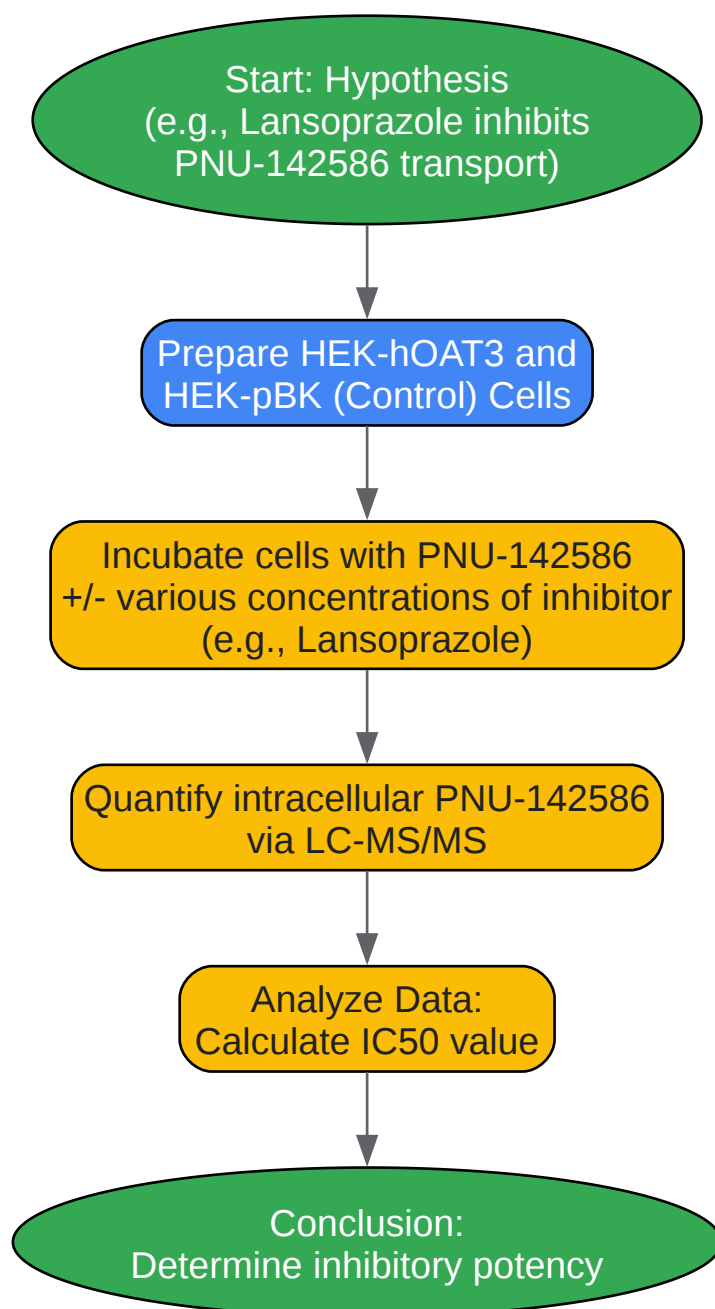 Start: Hypothesis
(e.g., Lansoprazole inhibits
PNU-142586 transport)
Prepare HEK-hOAT3 and
HEK-pBK (Control) Cells
Incubate cells with PNU-142586
+/- various concentrations of inhibitor
(e.g., Lansoprazole)
Quantify intracellular PNU-142586
via LC-MS/MS
Analyze Data:
Calculate IC50 value
Conclusion:
Determine inhibitory potency